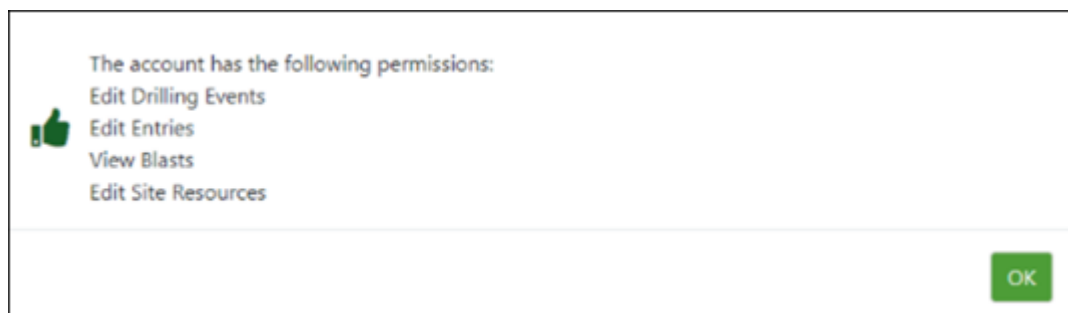 The account has the following permissions:
Edit Drilling Events
Edit Entries
View Blasts
Edit Site Resources
OK